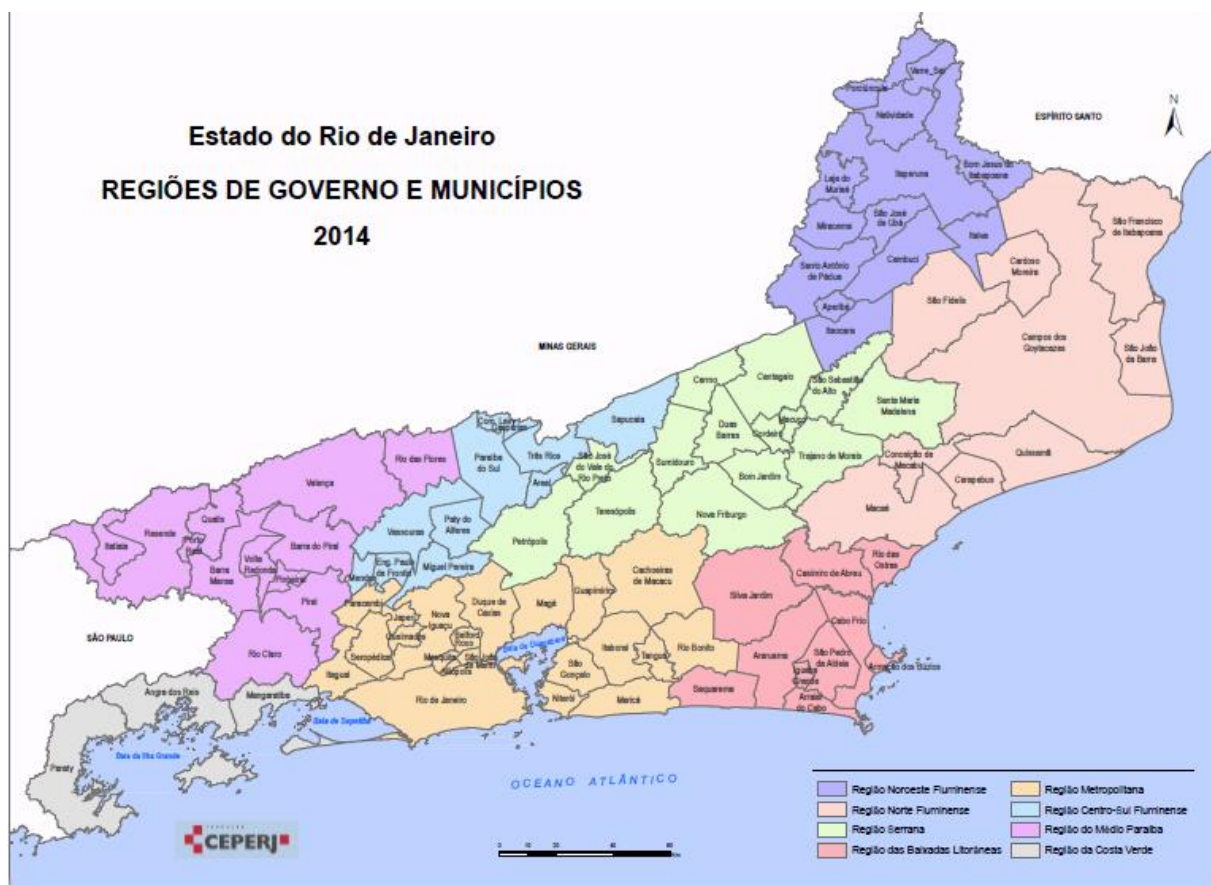 Estado do Rio de Janeiro
REGIÕES DE GOVERNO E MUNICÍPIOS
2014
ESPÍRITO SANTO
N
MINAS GERAIS
SÃO PAULO
Varre_Sai
Porciúncula
Natividade
Bom Jesus do
Itabapoana
Laje do
Muriaé
Itaperuna
São José
de Ubá
Miracema
Italva
Cambuci
Santo Antônio
de Pádua
Aperibé
Itaocara
São Francisco
de Itabapoana
Cardoso
Moreira
São Fidélis
Campos dos
Goytacazes
São João
da Barra
Cantagalo
Carmo
São Sebastião
do Alto
Santa Maria
Madalena
Macuco
Cordeiro
Duas
Barras
Sumidouro
Trajano de Morais
Bom Jardim
Conceição de
Macabu
Quissamã
Carapebus
Macaé
Nova Friburgo
Teresópolis
Petrópolis
São José
do Vale do
Rio Preto
Sapucaia
Três Rios
Areal
Paraíba
do Sul
Rio das Flores
Valença
Vassouras
Paty do
Alferes
Miguel Pereira
Mendes
Resende
Itatiaia
Quatis
Porto
Real
Barra
Mansa
Volta
Redonda
Pinheiral
Barra do Piraí
Piraí
Rio Claro
Paracambi
Japeri
Queimados
Nova
Iguaçu
Duque de
Caxias
Magé
Guapimirim
Cachoeiras
de Macacu
Belford
Roxo
Mesquita
Seropédica
Itaguaí
Rio de Janeiro
Baía de Guanabara
São
Gonçalo
Niterói
Itaboraí
Tanguá
Rio Bonito
Maricá
Silva Jardim
Casimiro de Abreu
Rio das
Ostras
Cabo Frio
Araruama
São Pedro
da Aldeia
Armação dos Búzios
Iguaba
Grande
Arraial
do Cabo
Saquarema
Angra dos Reis
Mangaratiba
Paraty
Baía da Ilha Grande
Baía de Sepetiba
OCEANO ATLÂNTICO
FUNDAÇÃO
CEPERJ
Região Noroeste Fluminense
Região Norte Fluminense
Região Serrana
Região das Baixadas Litorâneas
Região Metropolitana
Região Centro-Sul Fluminense
Região do Médio Paraíba
Região da Costa Verde